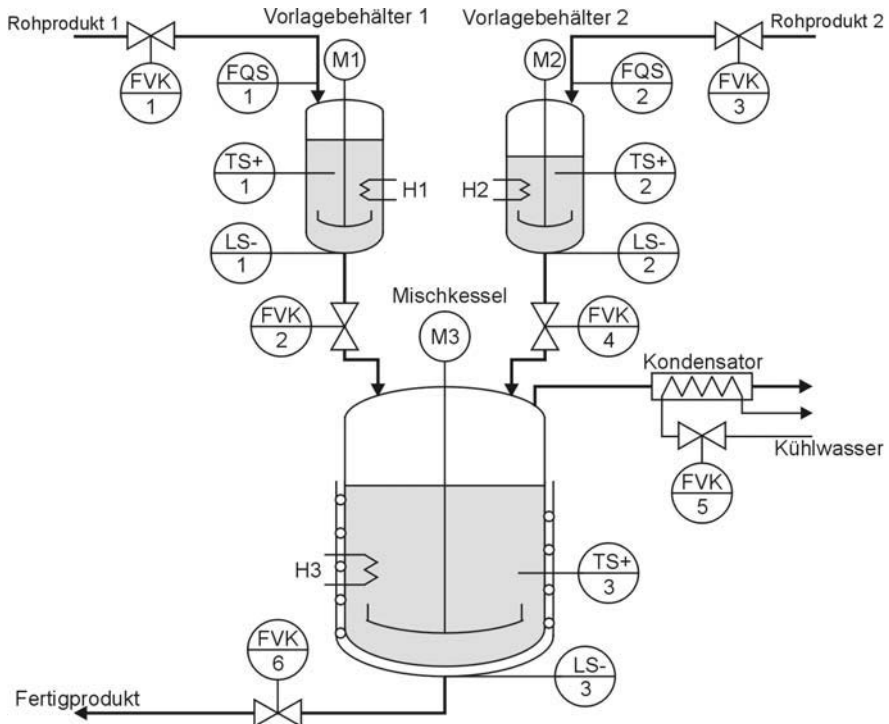 Vorlagebehälter 1
Vorlagebehälter 2
Rohprodukt 1
Rohprodukt 2
FVK
1
FQS
1
M1
M2
FQS
2
FVK
3
TS+
1
H1
H2
TS+
2
LS-
1
LS-
2
Mischkessel
FVK
2
M3
FVK
4
Kondensator
Kühlwasser
FVK
5
H3
TS+
3
FVK
6
LS-
3
Fertigprodukt